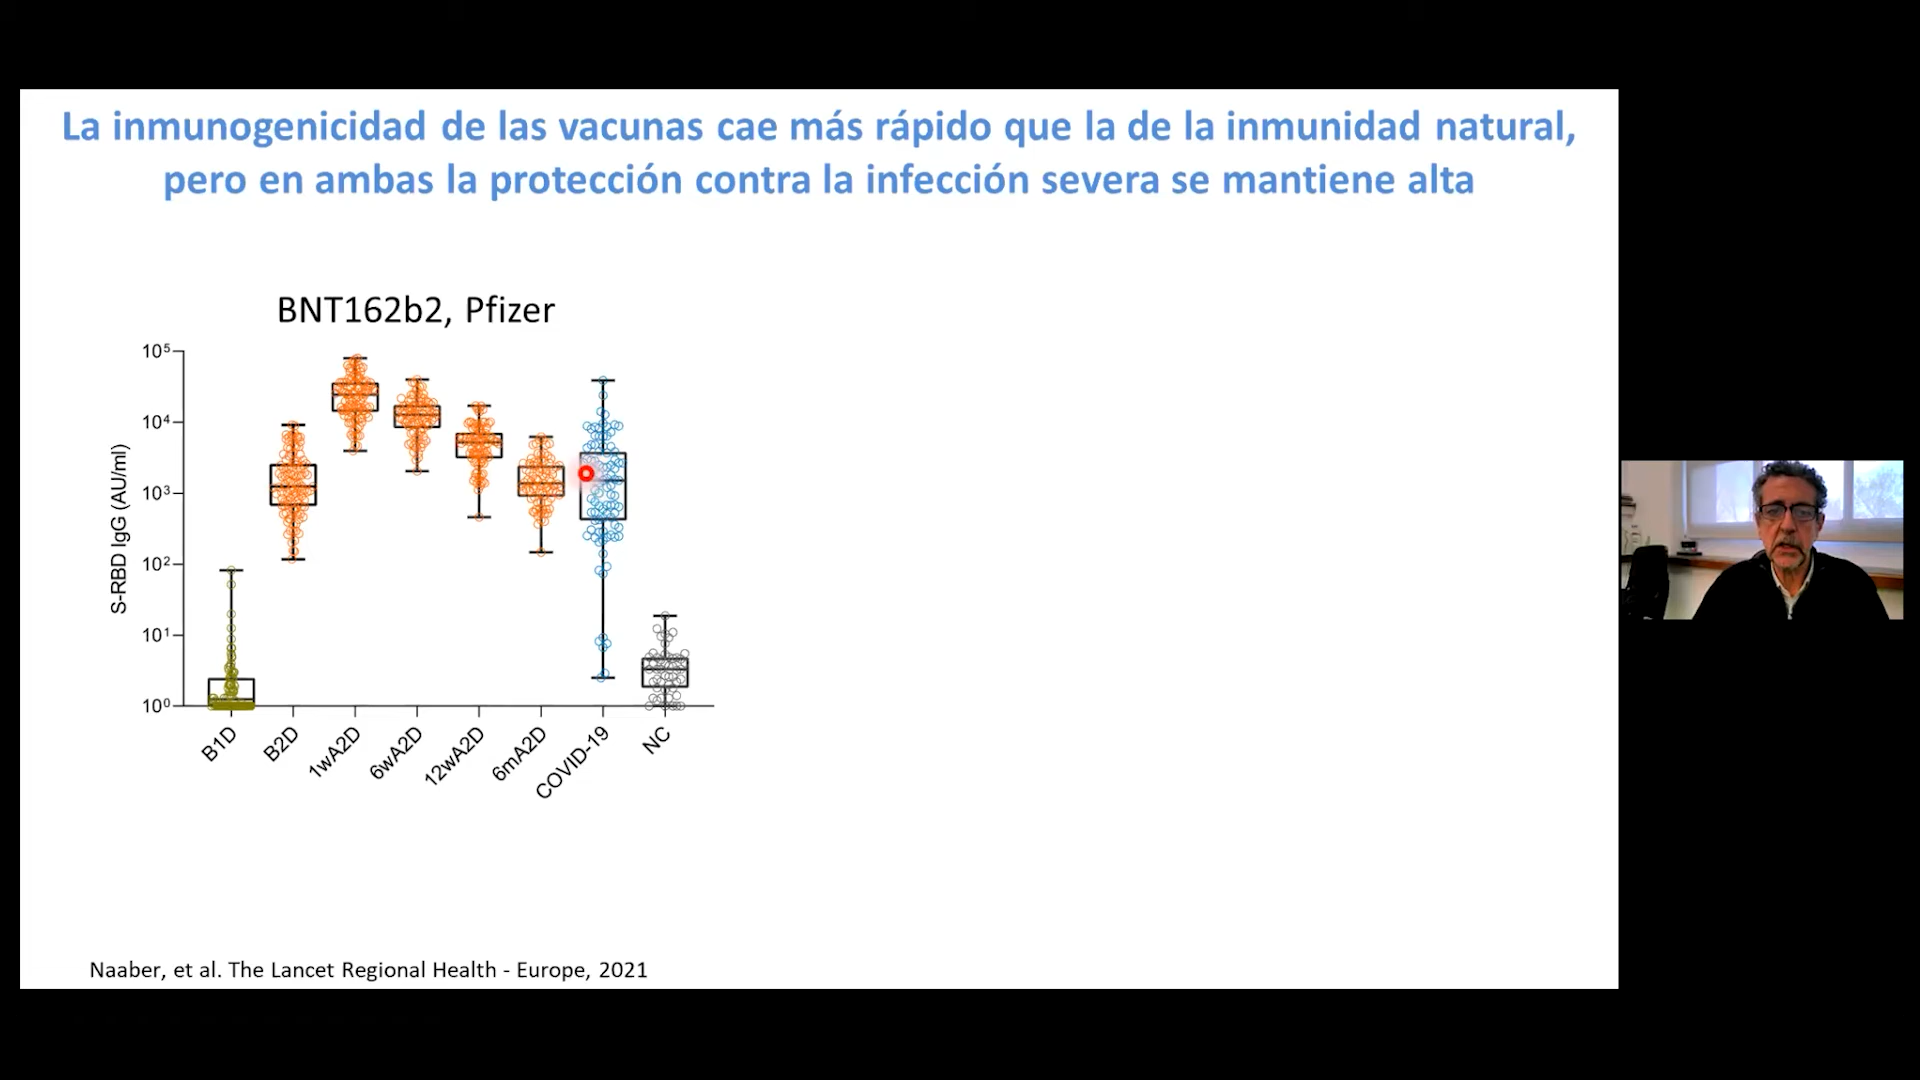 La inmunogenicidad de las vacunas cae más rápido que la de la inmunidad natural,
pero en ambas la protección contra la infección severa se mantiene alta
BNT162b2, Pfizer
S-RBD IgG (AU/ml)
10⁵
10⁴
10³
10²
10¹
10⁰
B1D
B2D
1wA2D
6wA2D
12wA2D
6mA2D
COVID-19
NC
Naaber, et al. The Lancet Regional Health - Europe, 2021